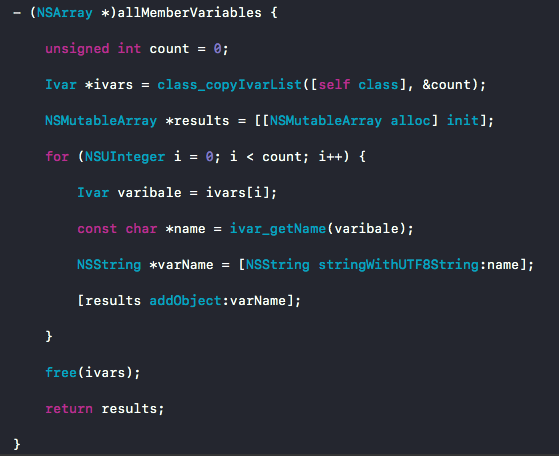 - (NSArray *)allMemberVariables {
unsigned int count = 0;
Ivar *ivars = class_copyIvarList([self class], &count);
NSMutableArray *results = [[NSMutableArray alloc] init];
for (NSUInteger i = 0; i < count; i++) {
Ivar varibale = ivars[i];
const char *name = ivar_getName(varibale);
NSString *varName = [NSString stringWithUTF8String:name];
[results addObject:varName];
}
free(ivars);
return results;
}